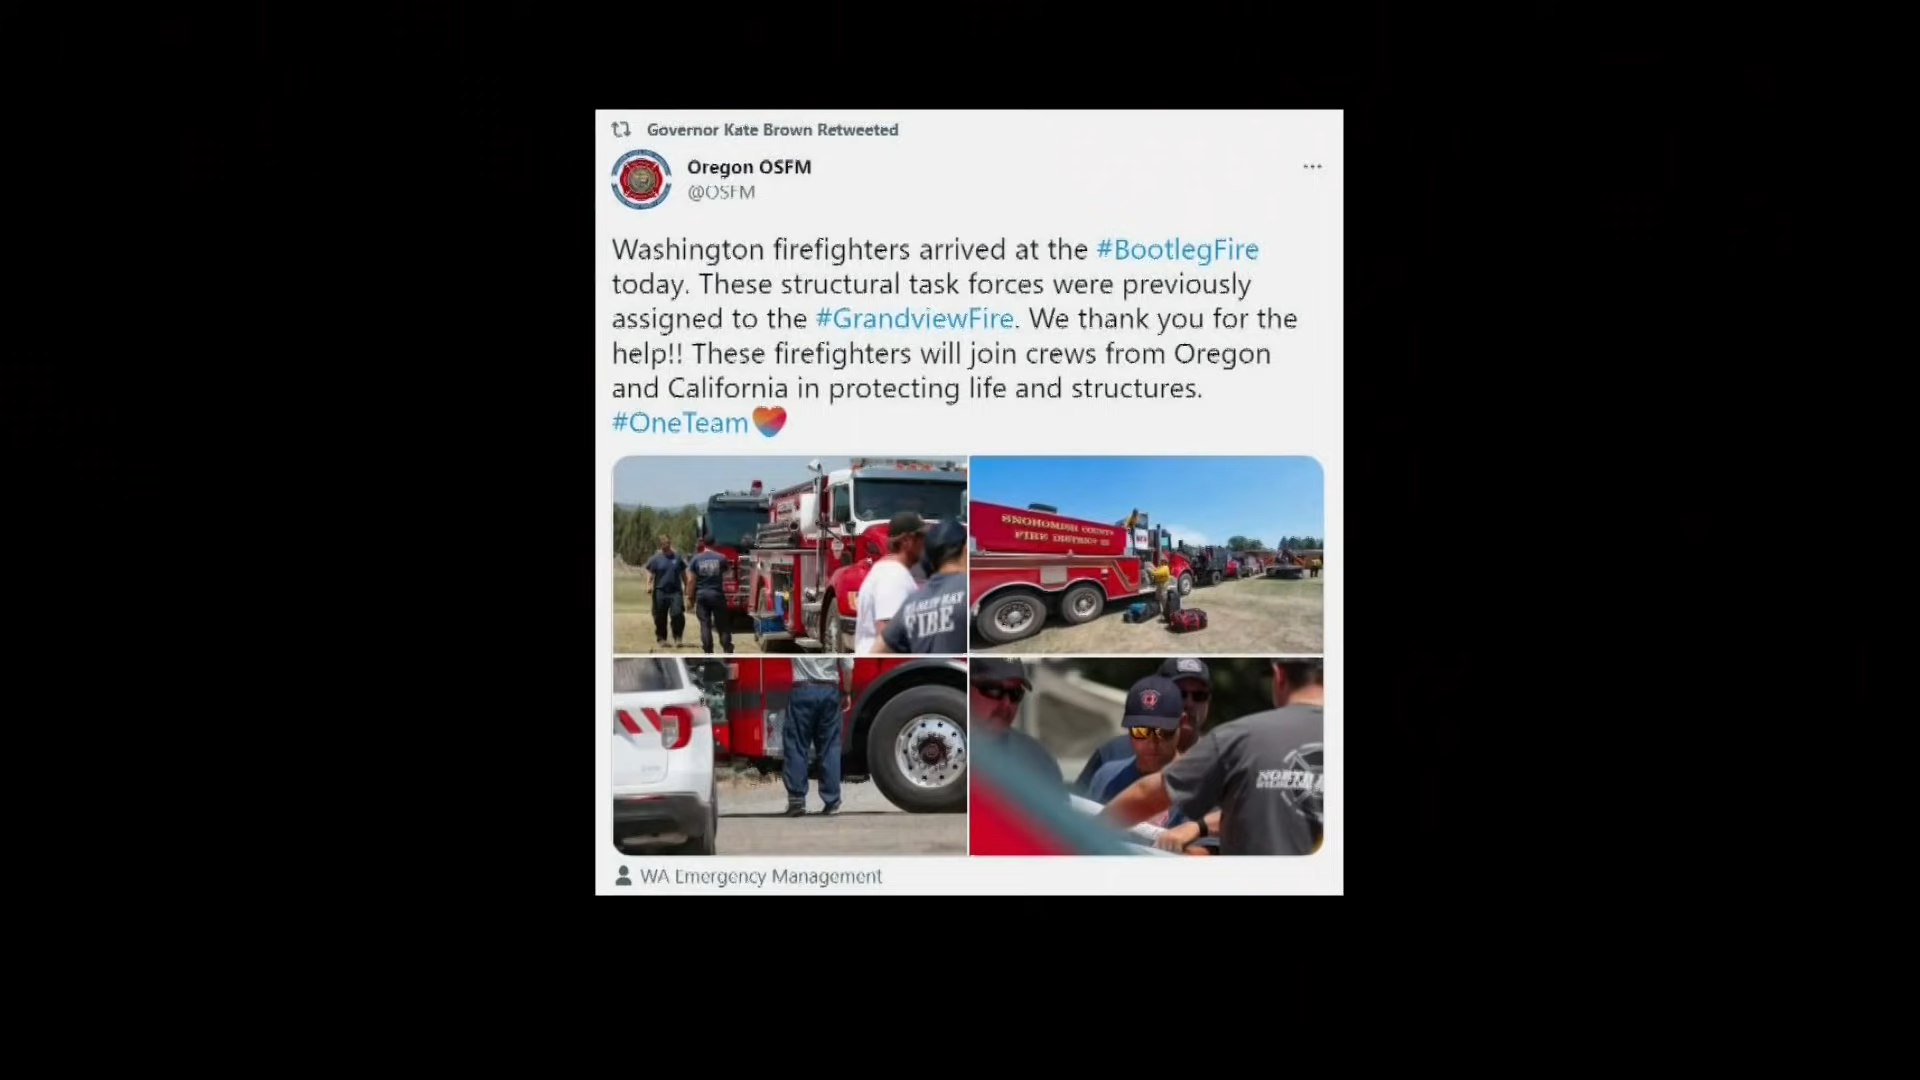 Governor Kate Brown Retweeted
Oregon OSFM
@OSFM
Washington firefighters arrived at the #BootlegFire
today. These structural task forces were previously
assigned to the #GrandviewFire. We thank you for the
help!! These firefighters will join crews from Oregon
and California in protecting life and structures.
#OneTeam
FIRE
SNOHOMISH COUNTY
FIRE DISTRICT
NORTH
WA Emergency Management